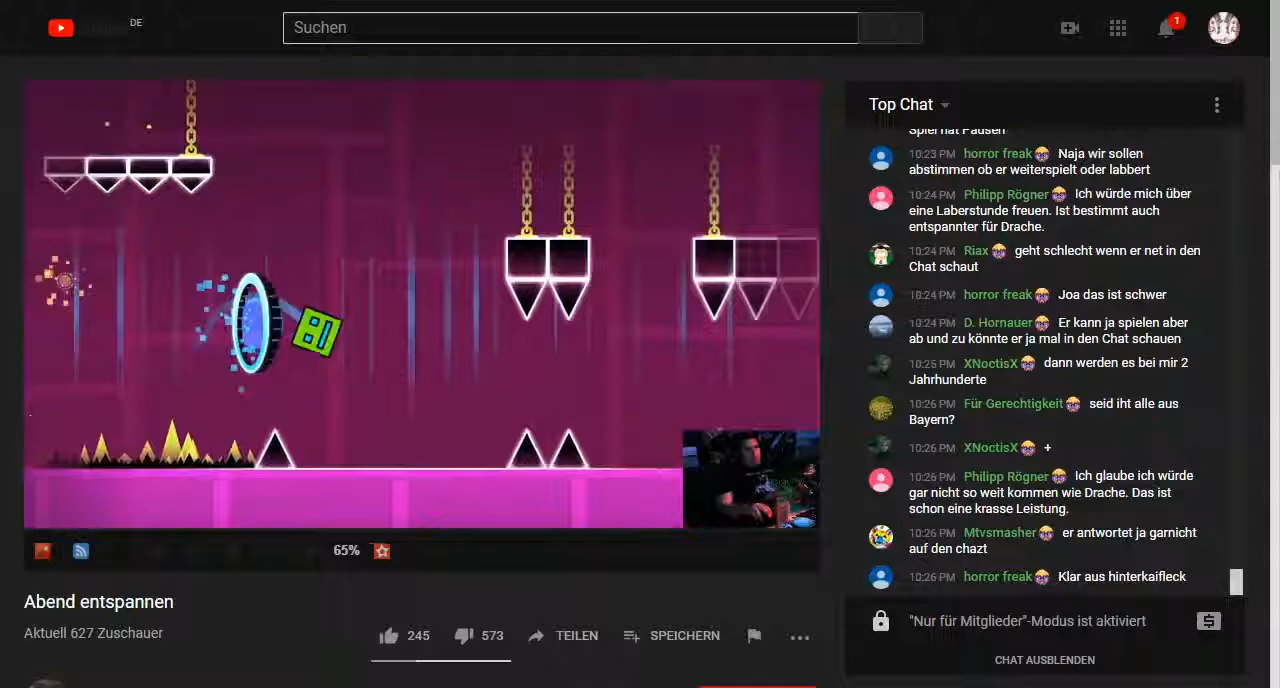 DE
Suchen
1
Top Chat
Spiel hat Pausen
10:23 PM horror freak Naja wir sollen
abstimmen ob er weiterspielt oder labbert
10:24 PM Philipp Rögner Ich würde mich über
eine Laberstunde freuen. Ist bestimmt auch
entspannter für Drache.
10:24 PM Riax geht schlecht wenn er net in den
Chat schaut
10:24 PM horror freak Joa das ist schwer
10:24 PM D. Hornauer Er kann ja spielen aber
ab und zu könnte er ja mal in den Chat schauen
10:25 PM XNoctisX dann werden es bei mir 2
Jahrhunderte
10:26 PM Für Gerechtigkeit seid iht alle aus
Bayern?
10:26 PM XNoctisX +
10:26 PM Philipp Rögner Ich glaube ich würde
gar nicht so weit kommen wie Drache. Das ist
schon eine krasse Leistung.
10:26 PM Mtvsmasher er antwortet ja garnicht
auf den chazt
10:26 PM horror freak Klar aus hinterkaifleck
"Nur für Mitglieder"-Modus ist aktiviert
CHAT AUSBLENDEN
65%
Abend entspannen
Aktuell 627 Zuschauer
245 573 TEILEN SPEICHERN